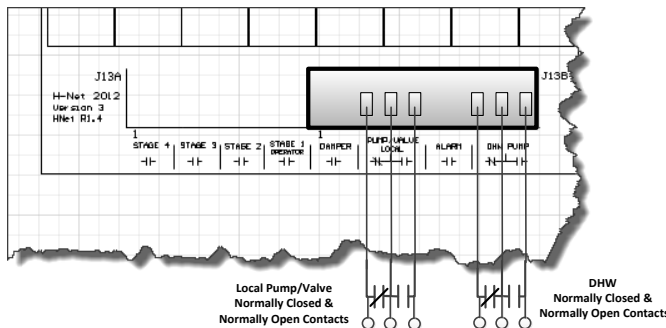 J13A
J13B
H-Net 2012
Version 3
HNet R1.4
1
1
STAGE 4
STAGE 3
STAGE 2
STAGE 1
OPERATOR
DAMPER
PUMP/VALVE
LOCAL
ALARM
DHW PUMP
Local Pump/Valve
Normally Closed &
Normally Open Contacts
DHW
Normally Closed &
Normally Open Contacts